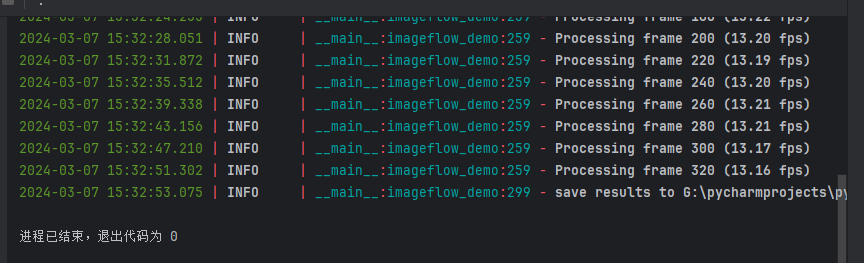 2024-03-07 15:32:24.233 | INFO | __main__:imageflow_demo:259 - Processing frame 180 (13.22 fps)
2024-03-07 15:32:28.051 | INFO | __main__:imageflow_demo:259 - Processing frame 200 (13.20 fps)
2024-03-07 15:32:31.872 | INFO | __main__:imageflow_demo:259 - Processing frame 220 (13.19 fps)
2024-03-07 15:32:35.512 | INFO | __main__:imageflow_demo:259 - Processing frame 240 (13.20 fps)
2024-03-07 15:32:39.338 | INFO | __main__:imageflow_demo:259 - Processing frame 260 (13.21 fps)
2024-03-07 15:32:43.156 | INFO | __main__:imageflow_demo:259 - Processing frame 280 (13.21 fps)
2024-03-07 15:32:47.210 | INFO | __main__:imageflow_demo:259 - Processing frame 300 (13.17 fps)
2024-03-07 15:32:51.302 | INFO | __main__:imageflow_demo:259 - Processing frame 320 (13.16 fps)
2024-03-07 15:32:53.075 | INFO | __main__:imageflow_demo:299 - save results to G:\pycharmprojects\py
进程已结束，退出代码为 0